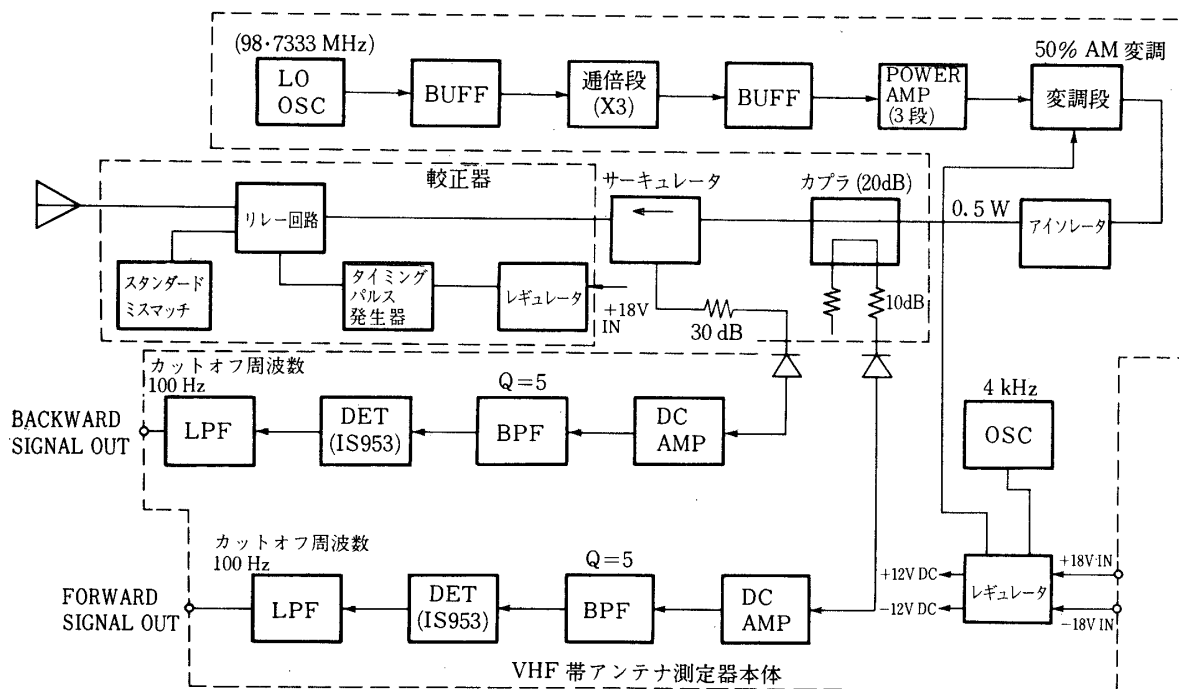 (98·7333 MHz)
LO
OSC
BUFF
逓倍段
(X3)
BUFF
POWER
AMP
(3段)
50% AM 変調
変調段
較正器
リレー回路
スタンダード
ミスマッチ
タイミング
パルス
発生器
レギュレータ
+18V
IN
サーキュレータ
カプラ (20dB)
0.5 W
アイソレータ
30 dB
10dB
カットオフ周波数
100 Hz
BACKWARD
SIGNAL OUT
LPF
DET
(IS953)
Q=5
BPF
DC
AMP
4 kHz
OSC
カットオフ周波数
100 Hz
FORWARD
SIGNAL OUT
LPF
DET
(IS953)
Q=5
BPF
DC
AMP
+12V DC
−12V DC
レギュレータ
+18V·IN
−18V IN
VHF 帯アンテナ測定器本体